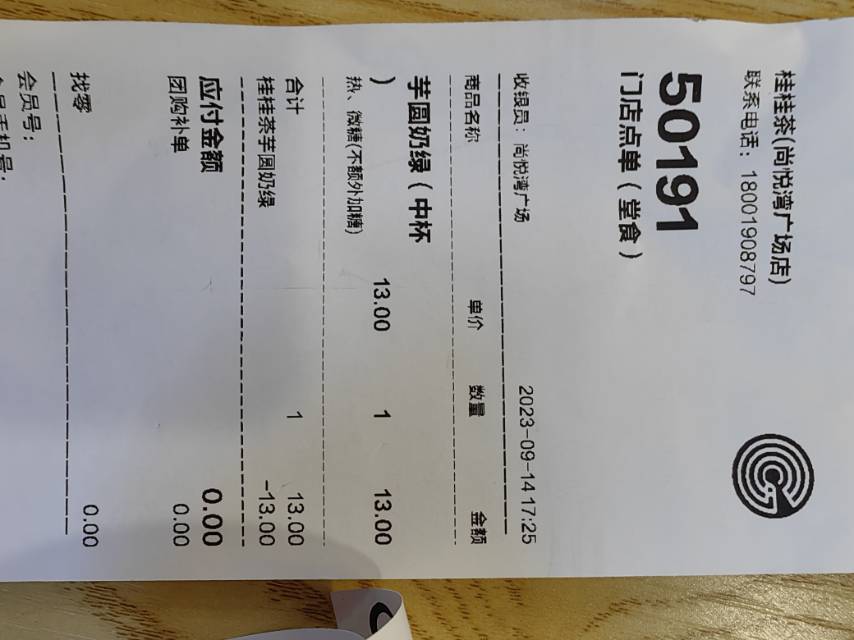 桂桂茶(尚悦湾广场店)
联系电话：18001908797
50191
门店点单（堂食）
收银员：尚悦湾广场 2023-09-14 17:25
商品名称 单价 数量 金额
芋圆奶绿（中杯
） 13.00 1 13.00
热、微糖(不额外加糖)
合计 1 13.00
桂桂茶芋圆奶绿 -13.00
应付金额 0.00
团购补单 0.00
找零 0.00
会员号：
会员手机号：